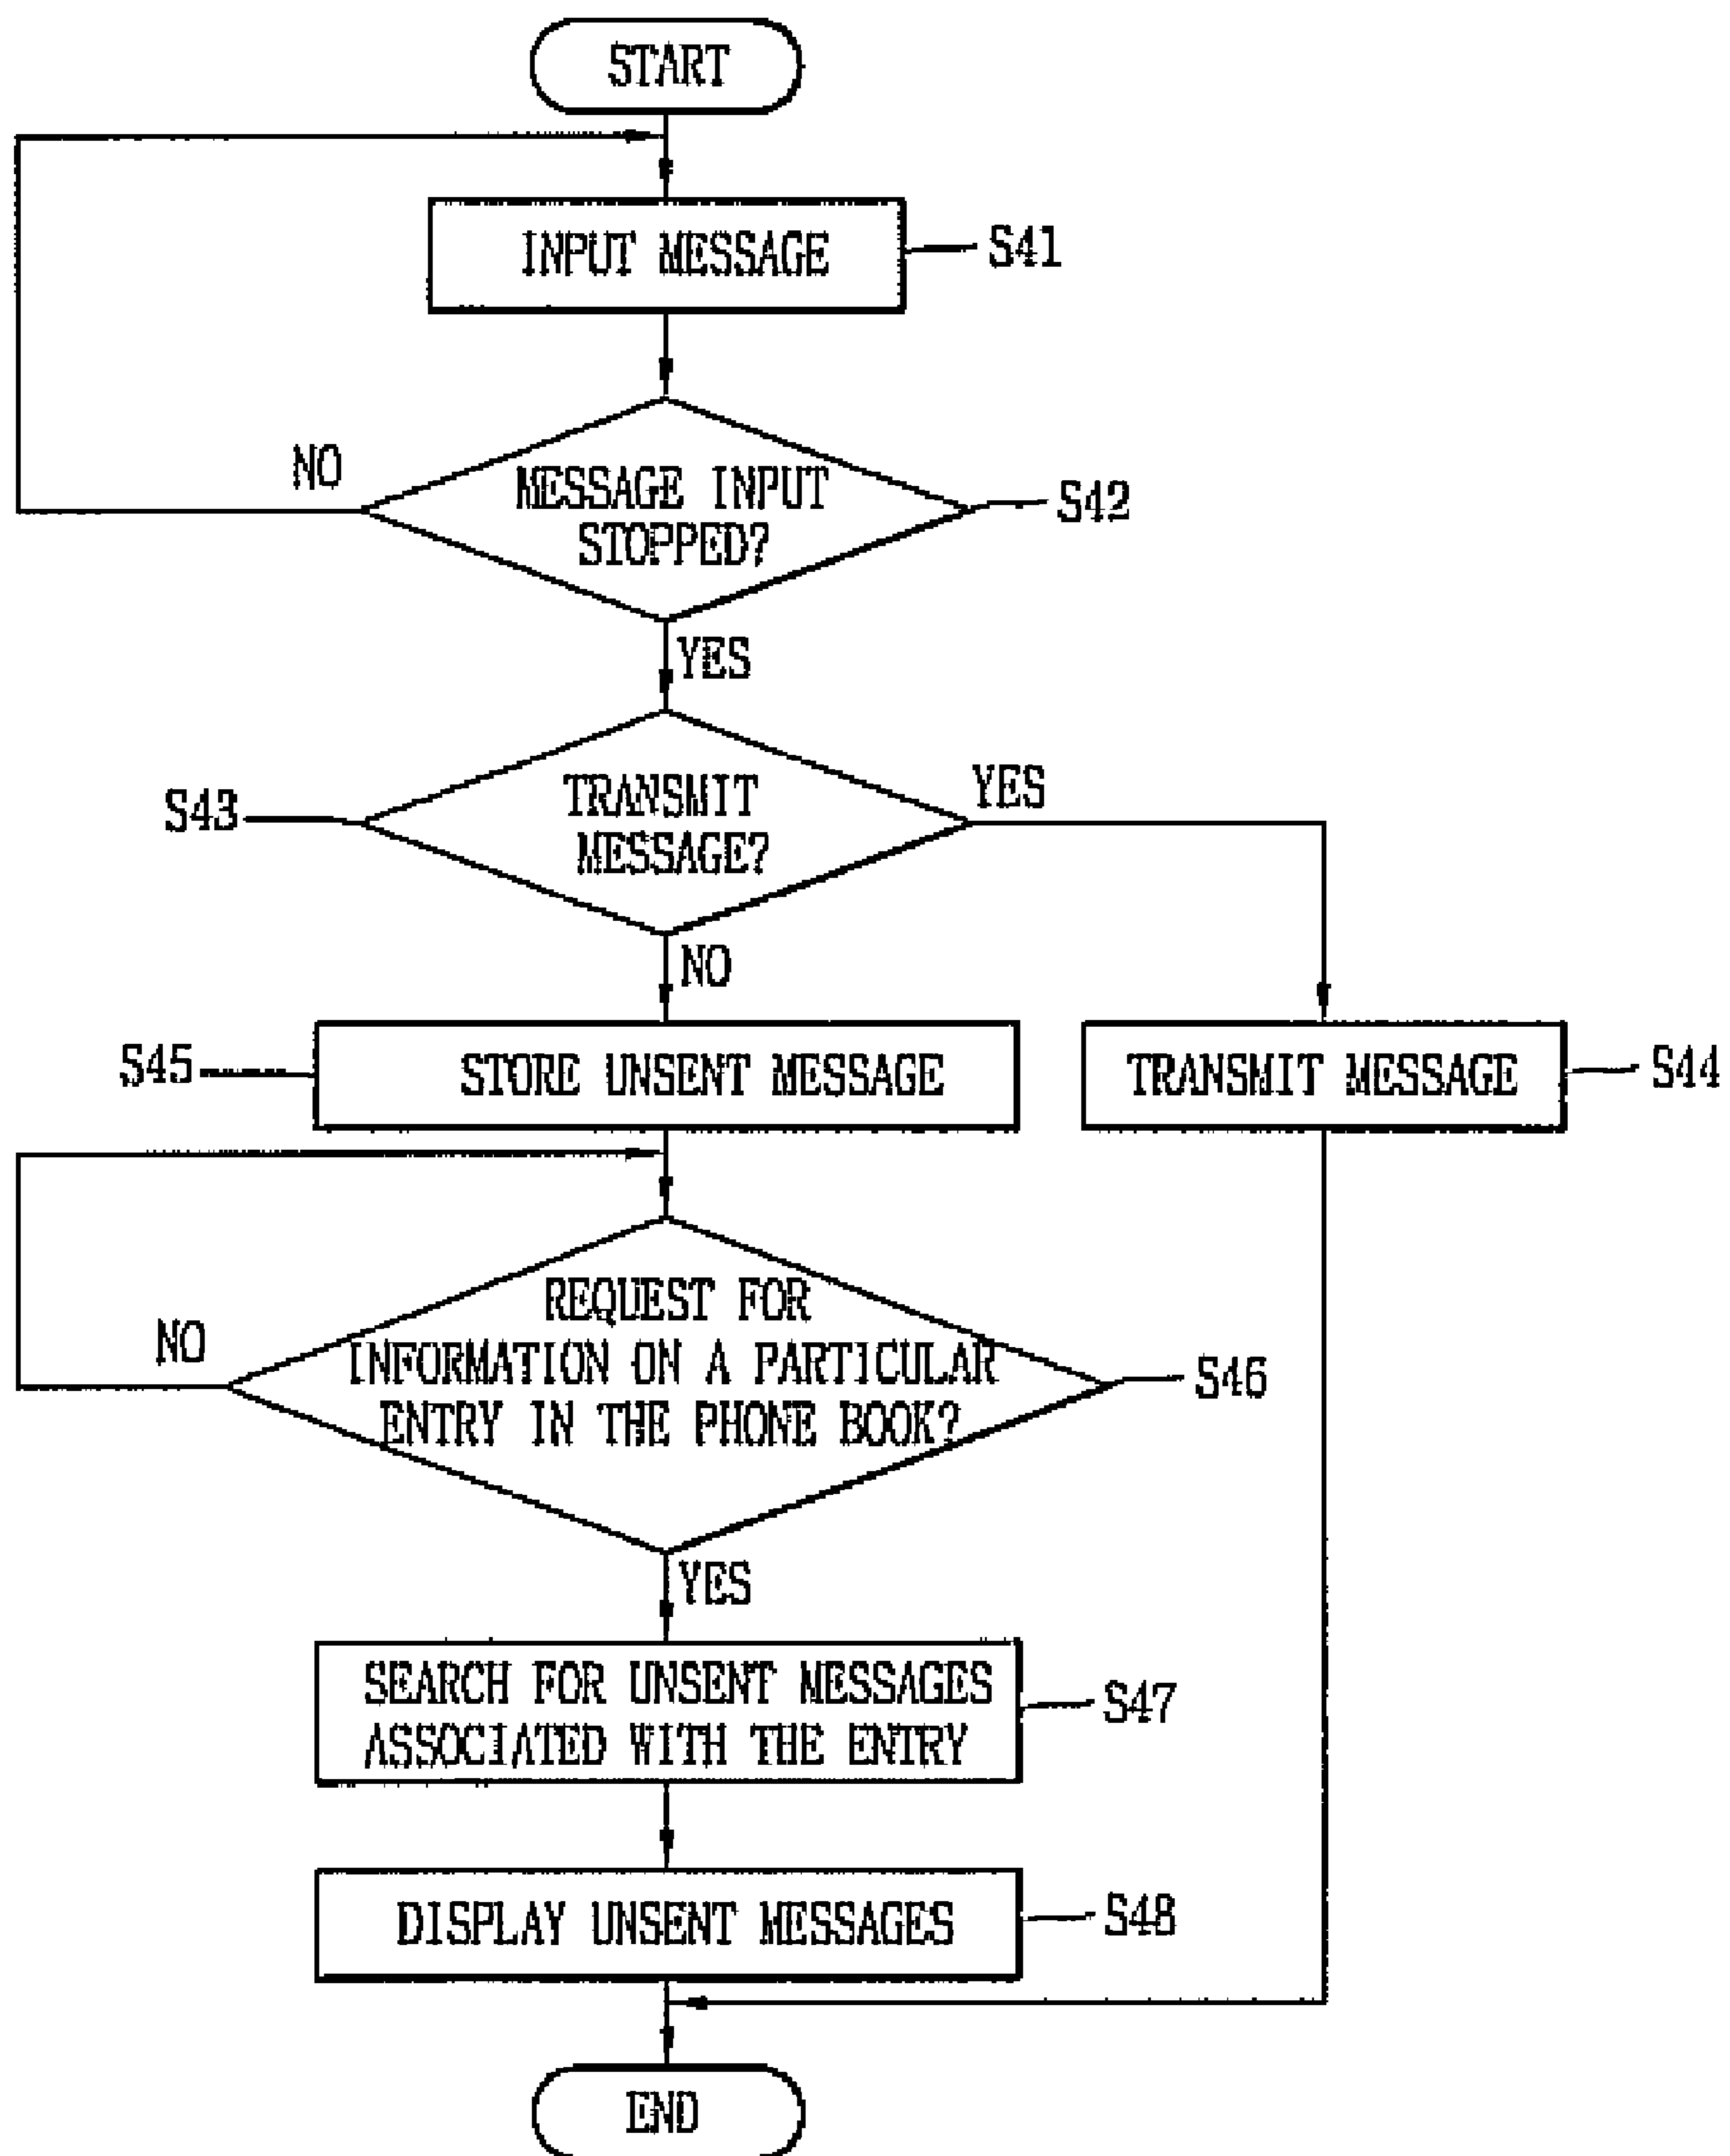 START
INPUT MESSAGE
S41
NO
MESSAGE INPUT
STOPPED?
S42
YES
S43
TRANSMIT
MESSAGE?
YES
NO
S45
STORE UNSENT MESSAGE
TRANSMIT MESSAGE
S44
NO
REQUEST FOR
INFORMATION ON A PARTICULAR
ENTRY IN THE PHONE BOOK?
S46
YES
SEARCH FOR UNSENT MESSAGES
ASSOCIATED WITH THE ENTRY
S47
DISPLAY UNSENT MESSAGES
S48
END